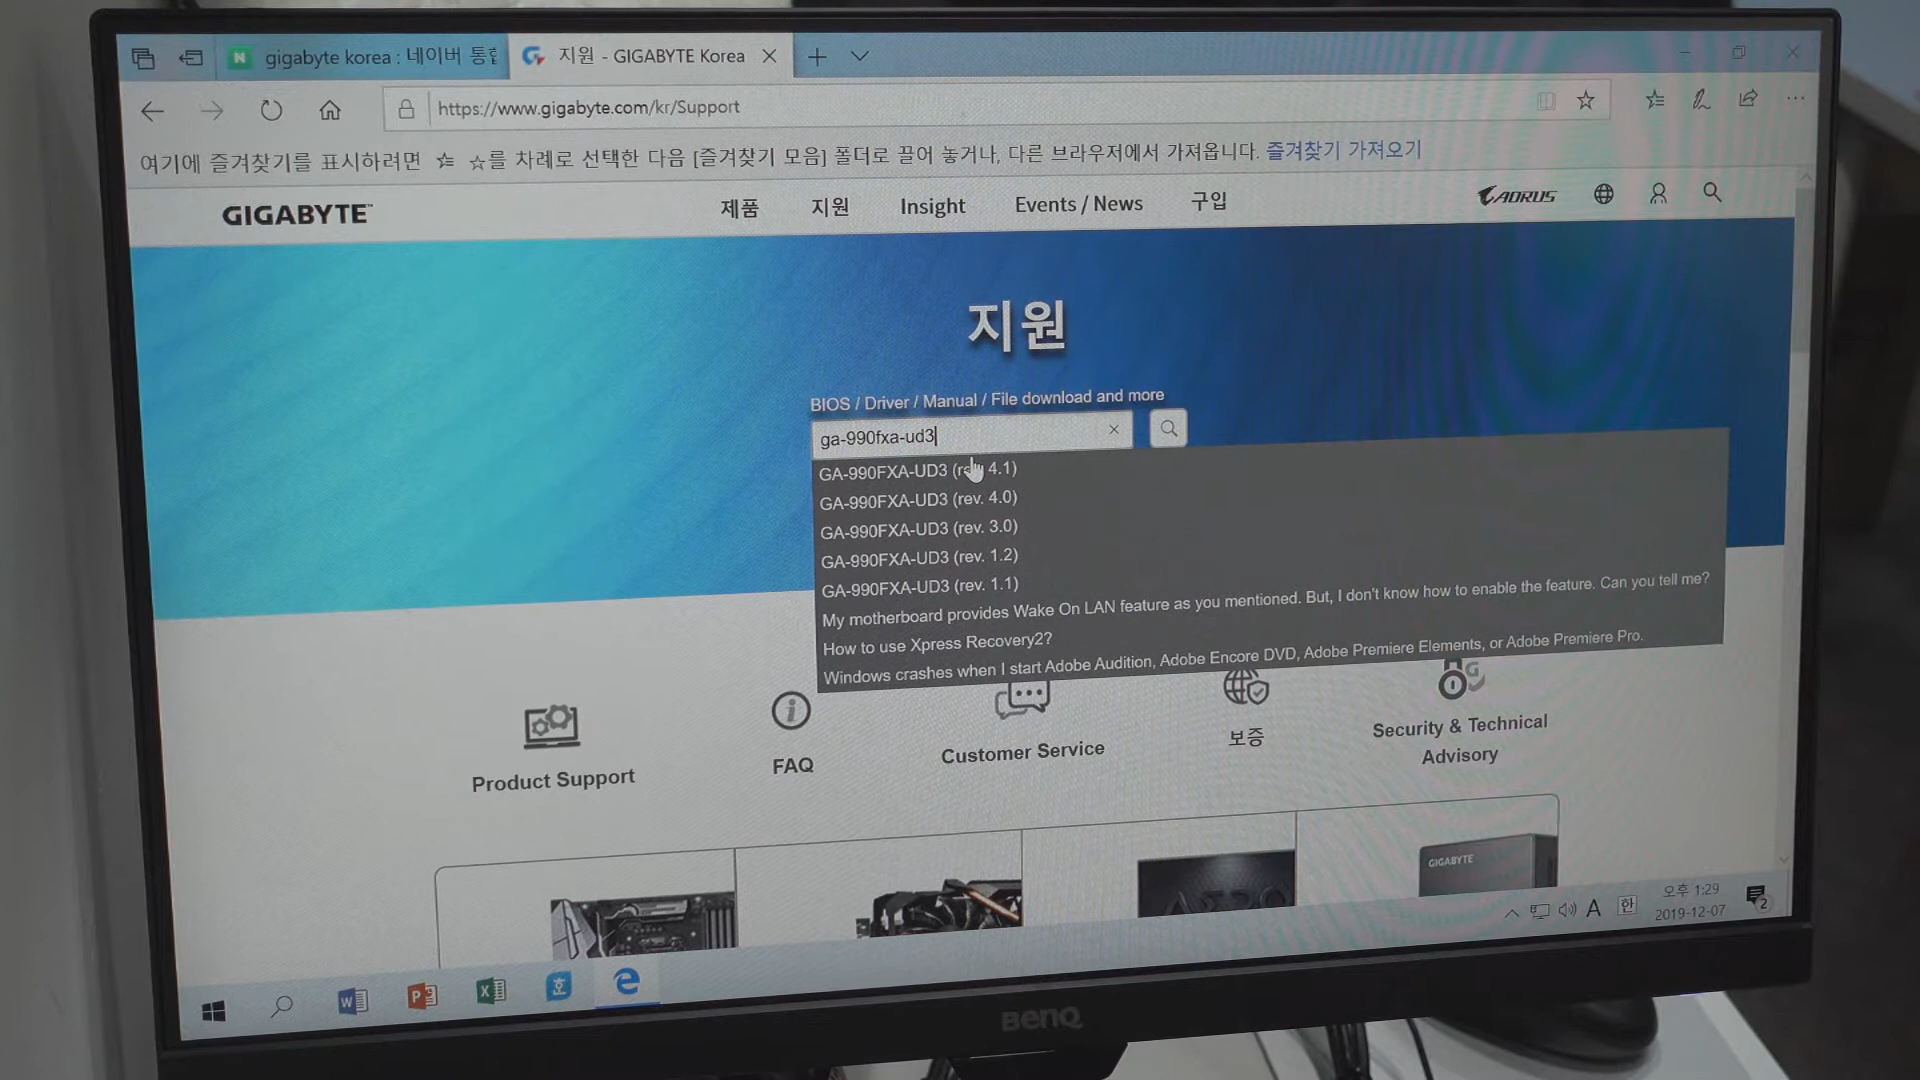 gigabyte korea : 네이버 통합
지원 - GIGABYTE Korea
https://www.gigabyte.com/kr/Support
여기에 즐겨찾기를 표시하려면 를 차례로 선택한 다음 [즐겨찾기 모음] 폴더로 끌어 놓거나, 다른 브라우저에서 가져옵니다. 즐겨찾기 가져오기
GIGABYTE™ 제품 지원 Insight Events / News 구입 AORUS
지원
BIOS / Driver / Manual / File download and more
ga-990fxa-ud3
GA-990FXA-UD3 (rev. 4.1)
GA-990FXA-UD3 (rev. 4.0)
GA-990FXA-UD3 (rev. 3.0)
GA-990FXA-UD3 (rev. 1.2)
GA-990FXA-UD3 (rev. 1.1)
My motherboard provides Wake On LAN feature as you mentioned. But, I don't know how to enable the feature. Can you tell me?
How to use Xpress Recovery2?
Windows crashes when I start Adobe Audition, Adobe Encore DVD, Adobe Premiere Elements, or Adobe Premiere Pro.
Product Support
FAQ
Customer Service
보증
Security & Technical
Advisory
GIGABYTE
A 한
오후 1:29
2019-12-07
2
BenQ